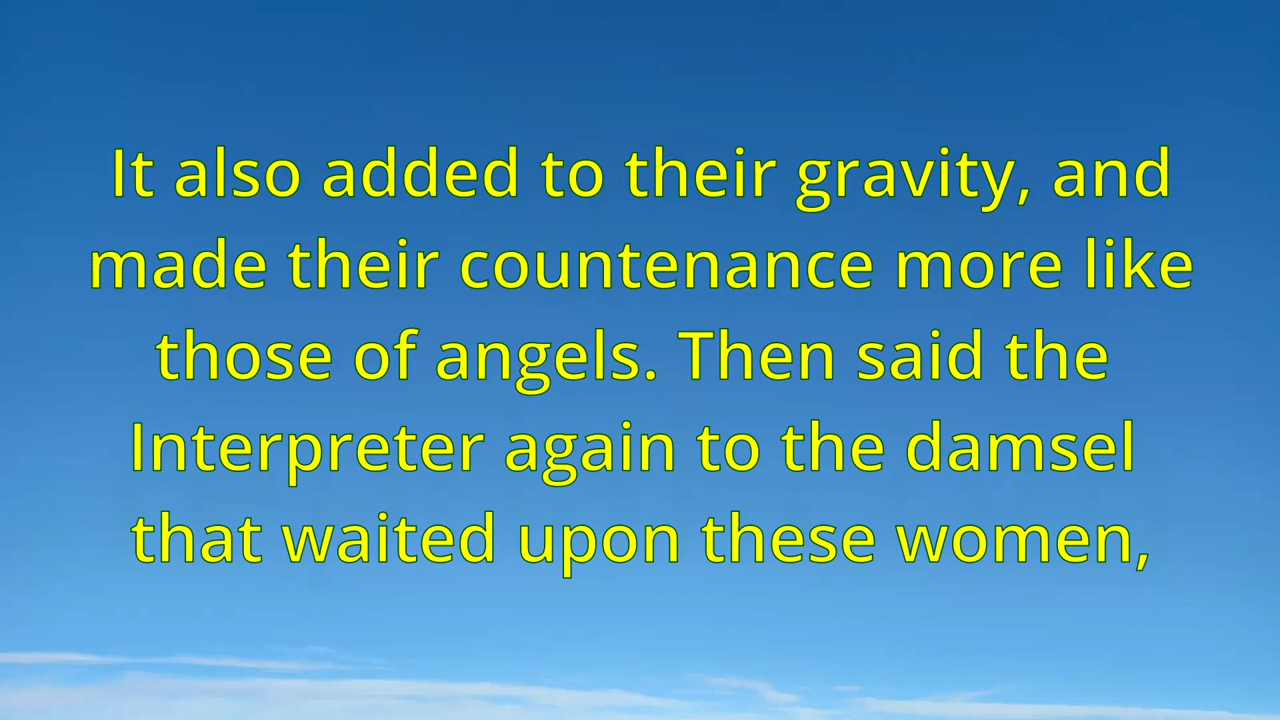 It also added to their gravity, and
made their countenance more like
those of angels. Then said the
Interpreter again to the damsel
that waited upon these women,